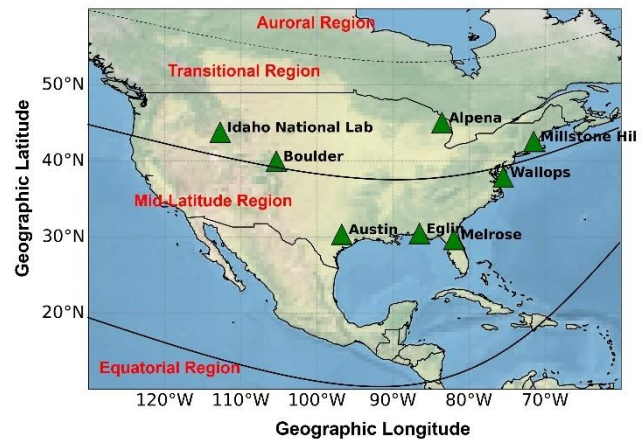 Auroral Region
Transitional Region
50°N
Alpena
Idaho National Lab
Millstone Hil
40°N
Boulder
Wallops
Mid-Latitude Region
30°N
Austin
Eglin
Melrose
20°N
Equatorial Region
120°W 110°W 100°W 90°W 80°W 70°W
Geographic Longitude
Geographic Latitude